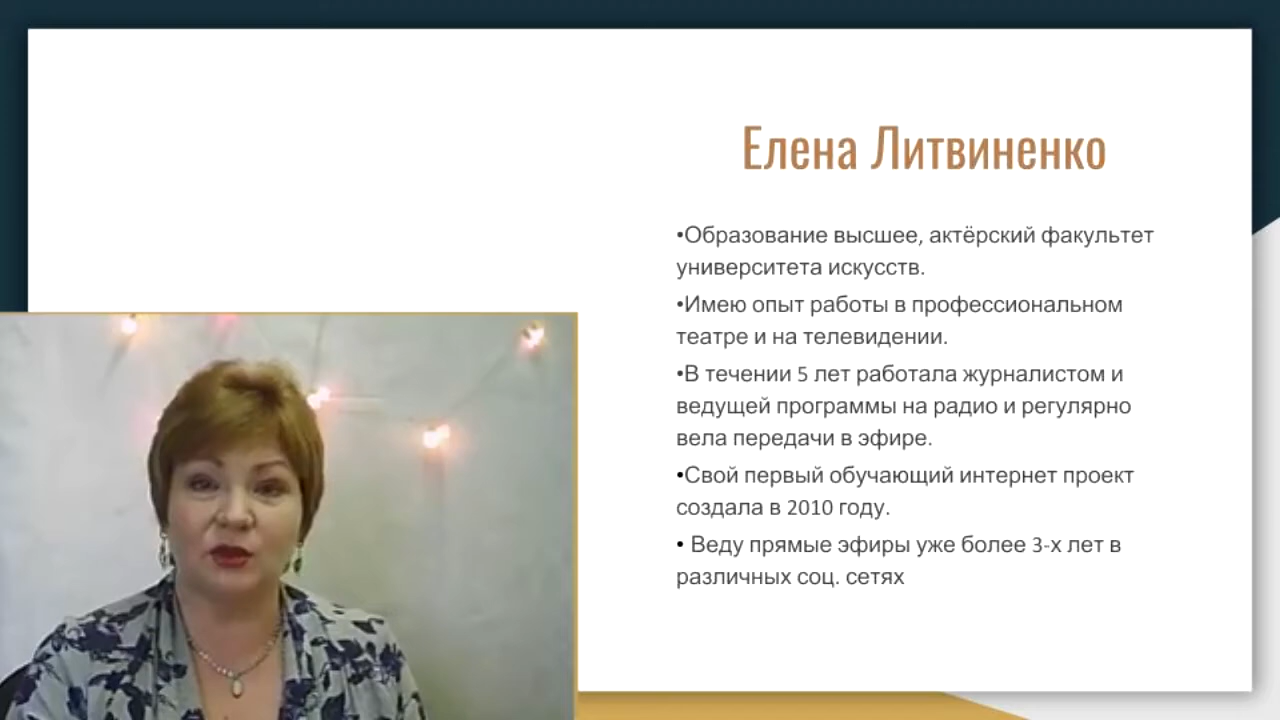 Елена Литвиненко
•Образование высшее, актёрский факультет
университета искусств.
•Имею опыт работы в профессиональном
театре и на телевидении.
•В течении 5 лет работала журналистом и
ведущей программы на радио и регулярно
вела передачи в эфире.
•Свой первый обучающий интернет проект
создала в 2010 году.
• Веду прямые эфиры уже более 3-х лет в
различных соц. сетях